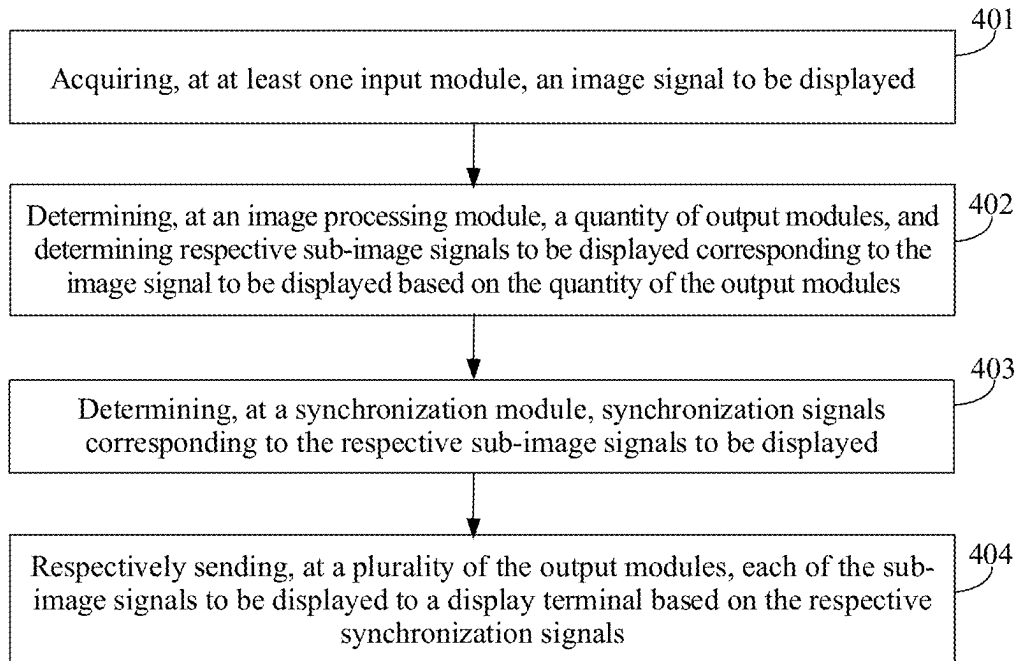 401
Acquiring, at at least one input module, an image signal to be displayed
402
Determining, at an image processing module, a quantity of output modules, and
determining respective sub-image signals to be displayed corresponding to the
image signal to be displayed based on the quantity of the output modules
403
Determining, at a synchronization module, synchronization signals
corresponding to the respective sub-image signals to be displayed
404
Respectively sending, at a plurality of the output modules, each of the sub-
image signals to be displayed to a display terminal based on the respective
synchronization signals